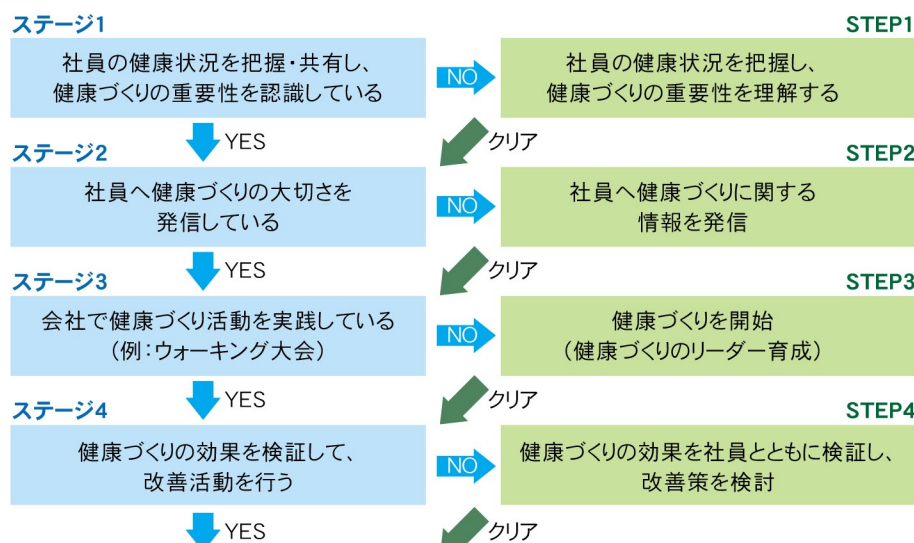 ステージ1
STEP1
社員の健康状況を把握・共有し、
健康づくりの重要性を認識している
NO
社員の健康状況を把握し、
健康づくりの重要性を理解する
YES
クリア
ステージ2
STEP2
社員へ健康づくりの大切さを
発信している
NO
社員へ健康づくりに関する
情報を発信
YES
クリア
ステージ3
STEP3
会社で健康づくり活動を実践している
(例:ウォーキング大会)
NO
健康づくりを開始
(健康づくりのリーダー育成)
YES
クリア
ステージ4
STEP4
健康づくりの効果を検証して、
改善活動を行う
NO
健康づくりの効果を社員とともに検証し、
改善策を検討
YES
クリア